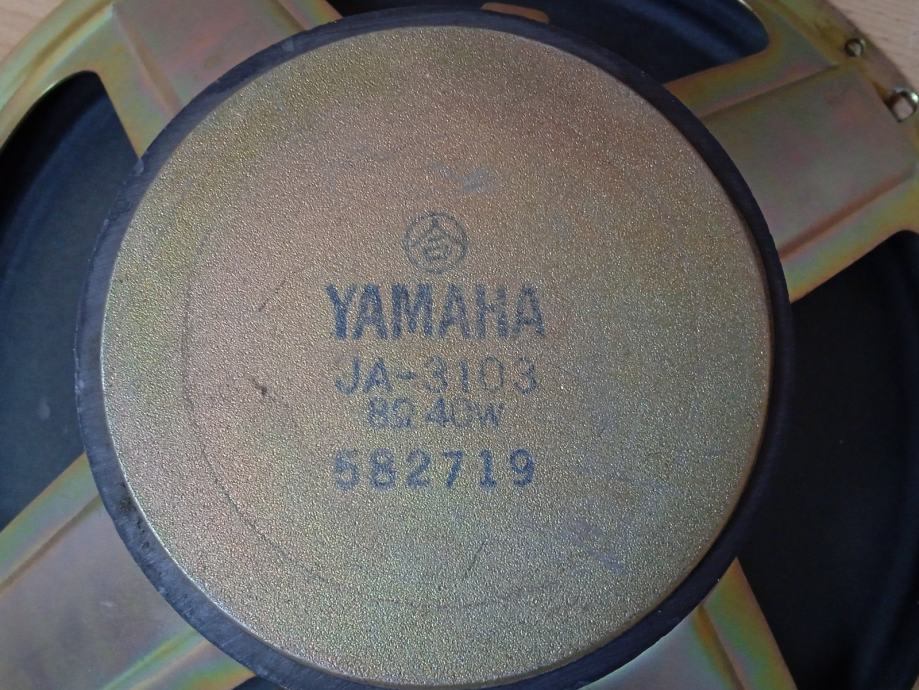 合
YAMAHA
JA-3103
8Ω 40W
582719